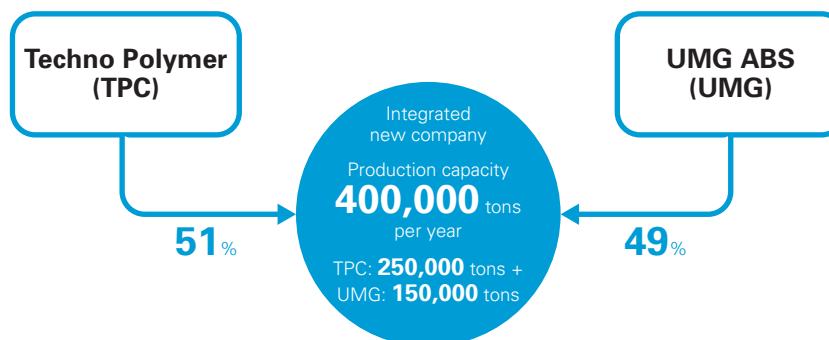 Techno Polymer
(TPC)
UMG ABS
(UMG)
Integrated
new company
Production capacity
400,000 tons
per year
TPC: 250,000 tons +
UMG: 150,000 tons
51%
49%